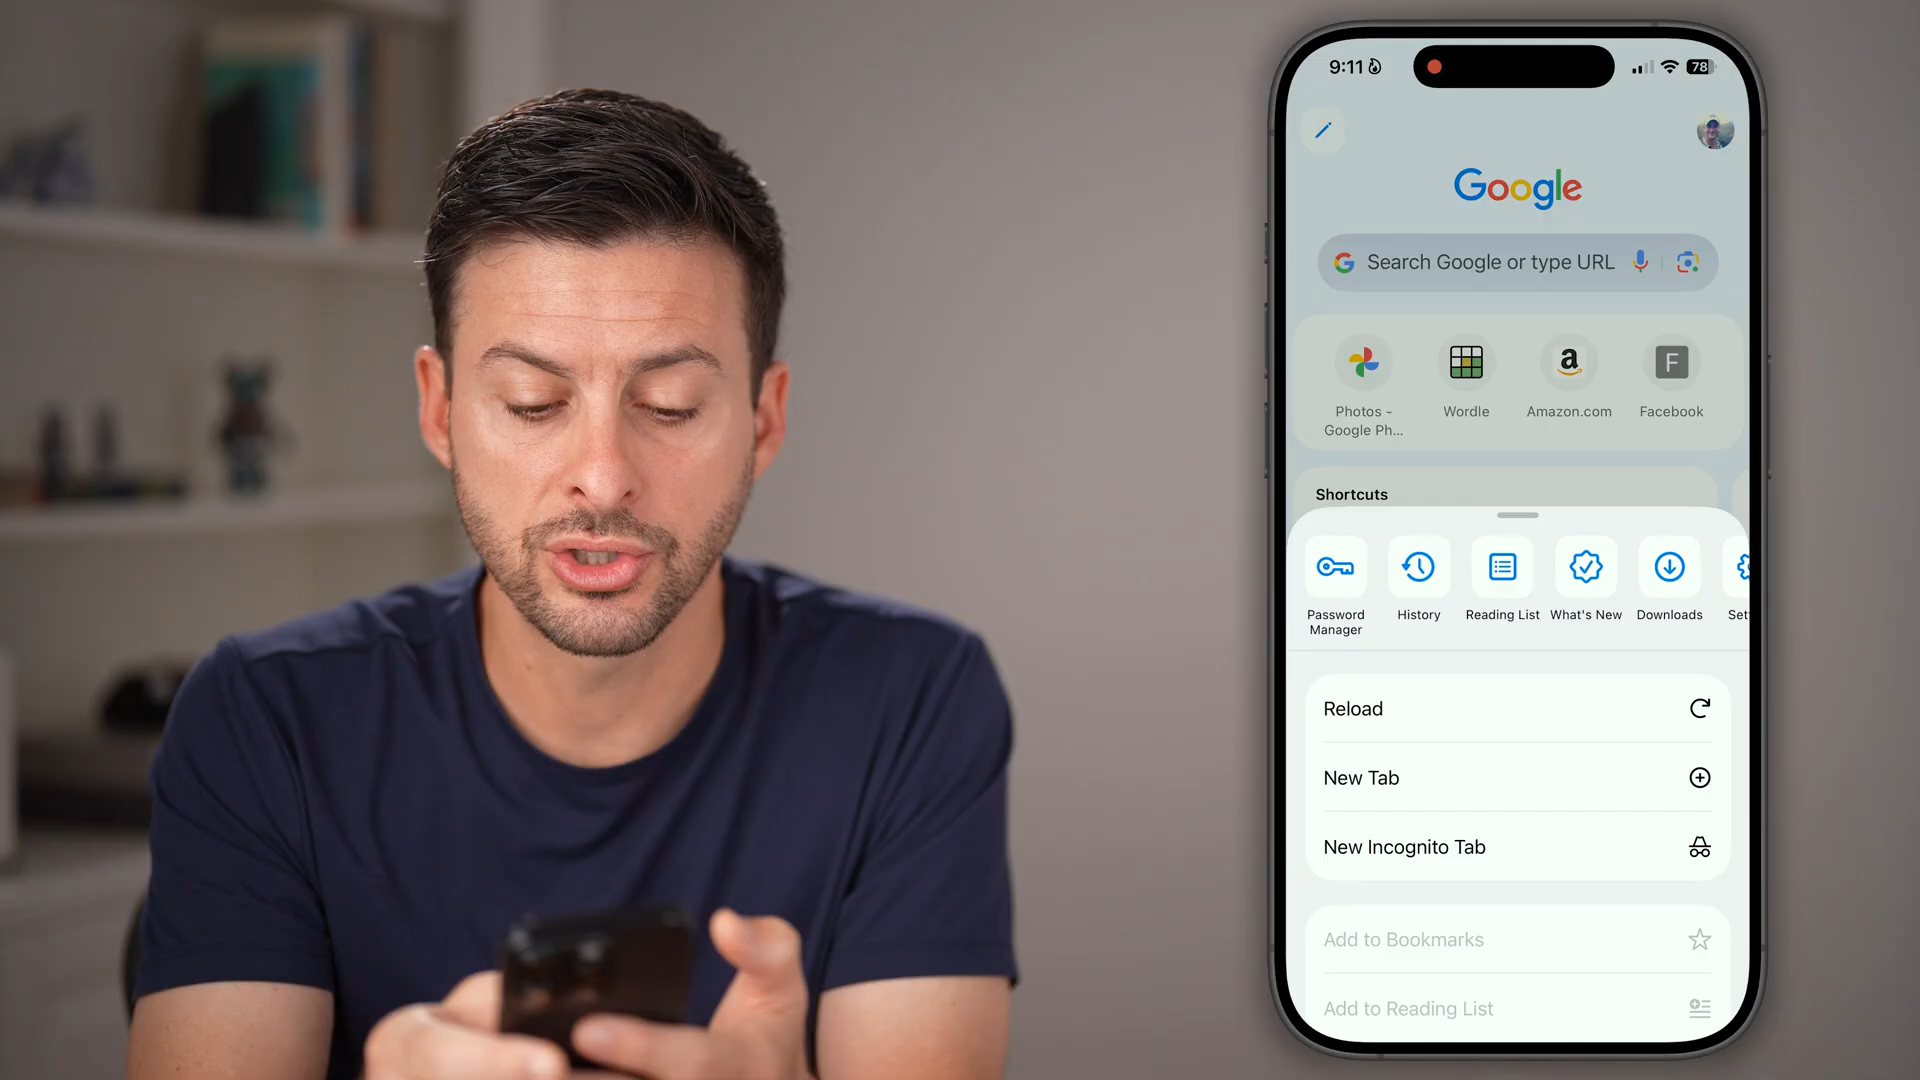 9:11
78
Google
Search Google or type URL
Photos -
Google Ph...
Wordle
Amazon.com
F
Facebook
Shortcuts
Password
Manager
History
Reading List
What's New
Downloads
Set
Reload
New Tab
New Incognito Tab
Add to Bookmarks
Add to Reading List